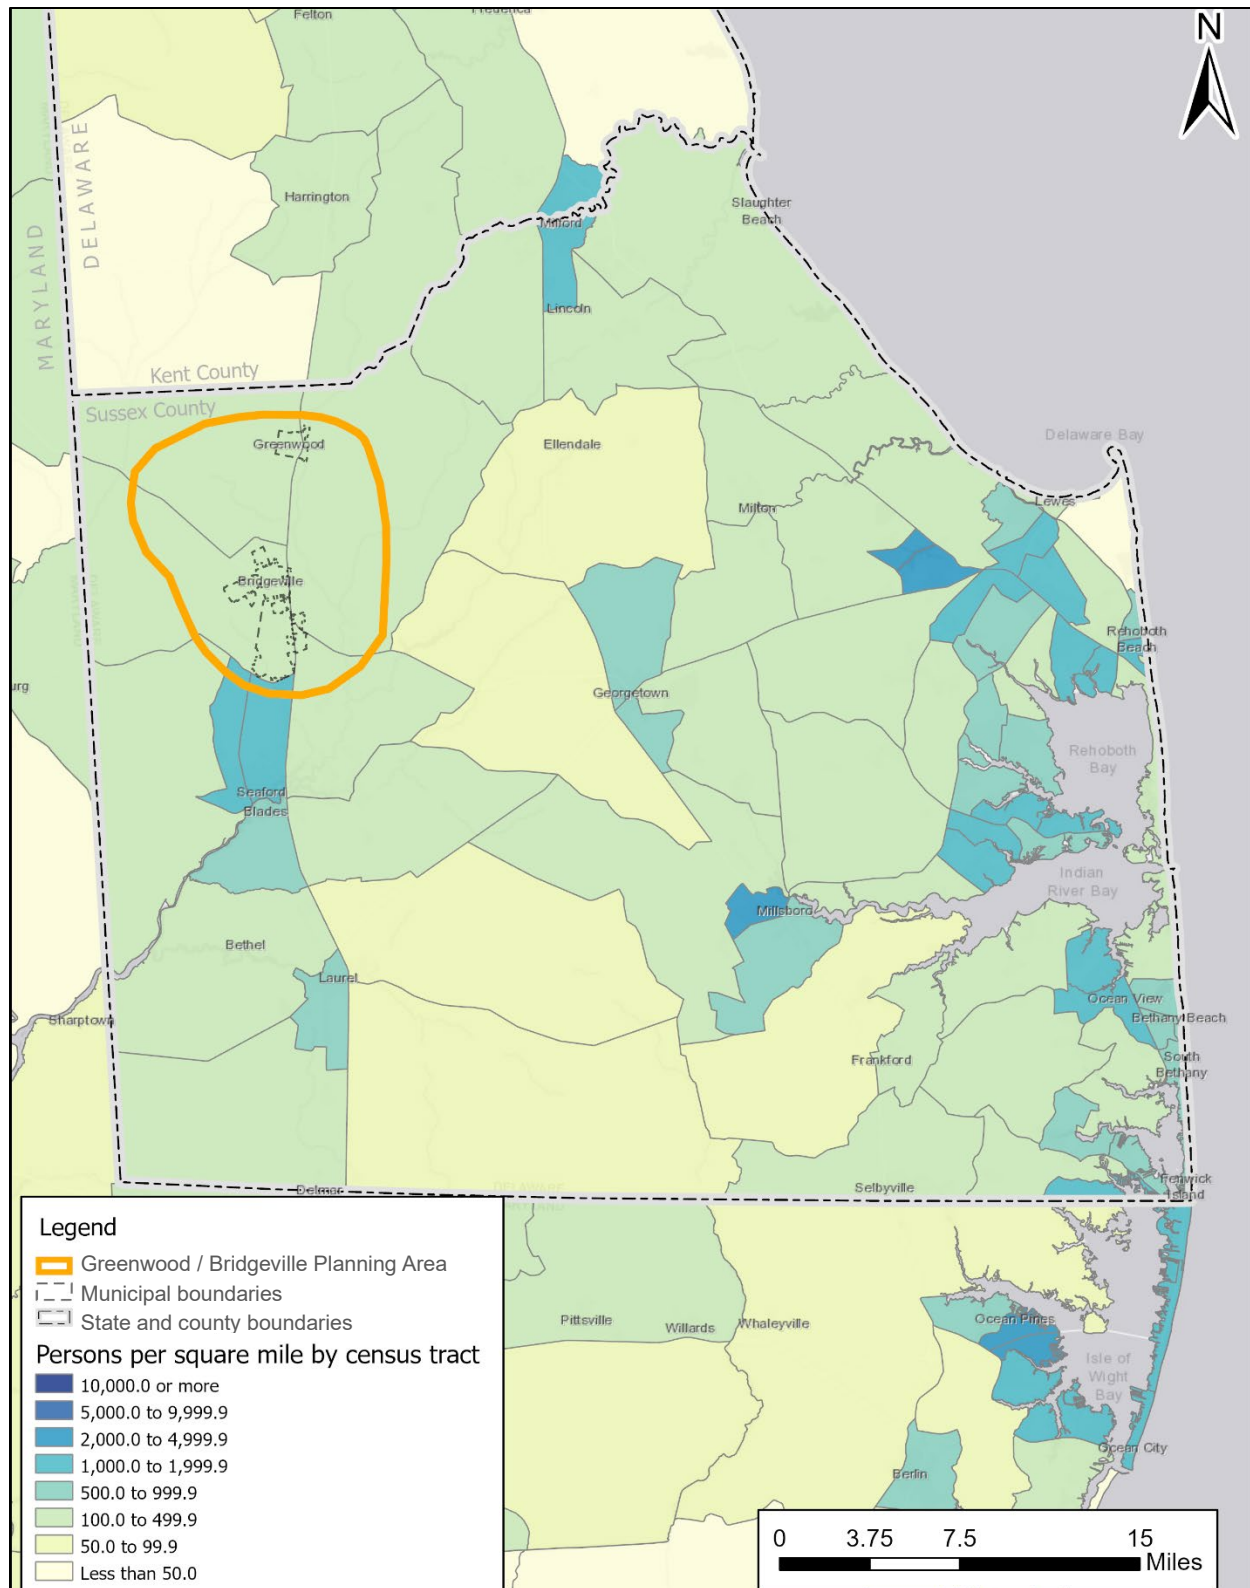 Felton
Frederica
N
DELAWARE
MARYLAND
Harrington
Slaughter
Beach
Milford
Lincoln
Kent County
Sussex County
Greenwood
Ellendale
Delaware Bay
Milton
Lewes
Bridgeville
Rehoboth
Beach
urg
Georgetown
Rehoboth
Bay
Seaford
Blades
Indian
River Bay
Millsboro
Bethel
Laurel
Ocean View
Bethany Beach
Sharptown
Frankford
South
Bethany
Delmar
DELAWARE
MARYLAND
Selbyville
Fenwick
Island
Pittsville
Willards
Whaleyville
Ocean Pines
Isle of
Wight
Bay
Ocean City
Berlin
Legend
Greenwood / Bridgeville Planning Area
Municipal boundaries
State and county boundaries
Persons per square mile by census tract
10,000.0 or more
5,000.0 to 9,999.9
2,000.0 to 4,999.9
1,000.0 to 1,999.9
500.0 to 999.9
100.0 to 499.9
50.0 to 99.9
Less than 50.0
0 3.75 7.5 15
Miles